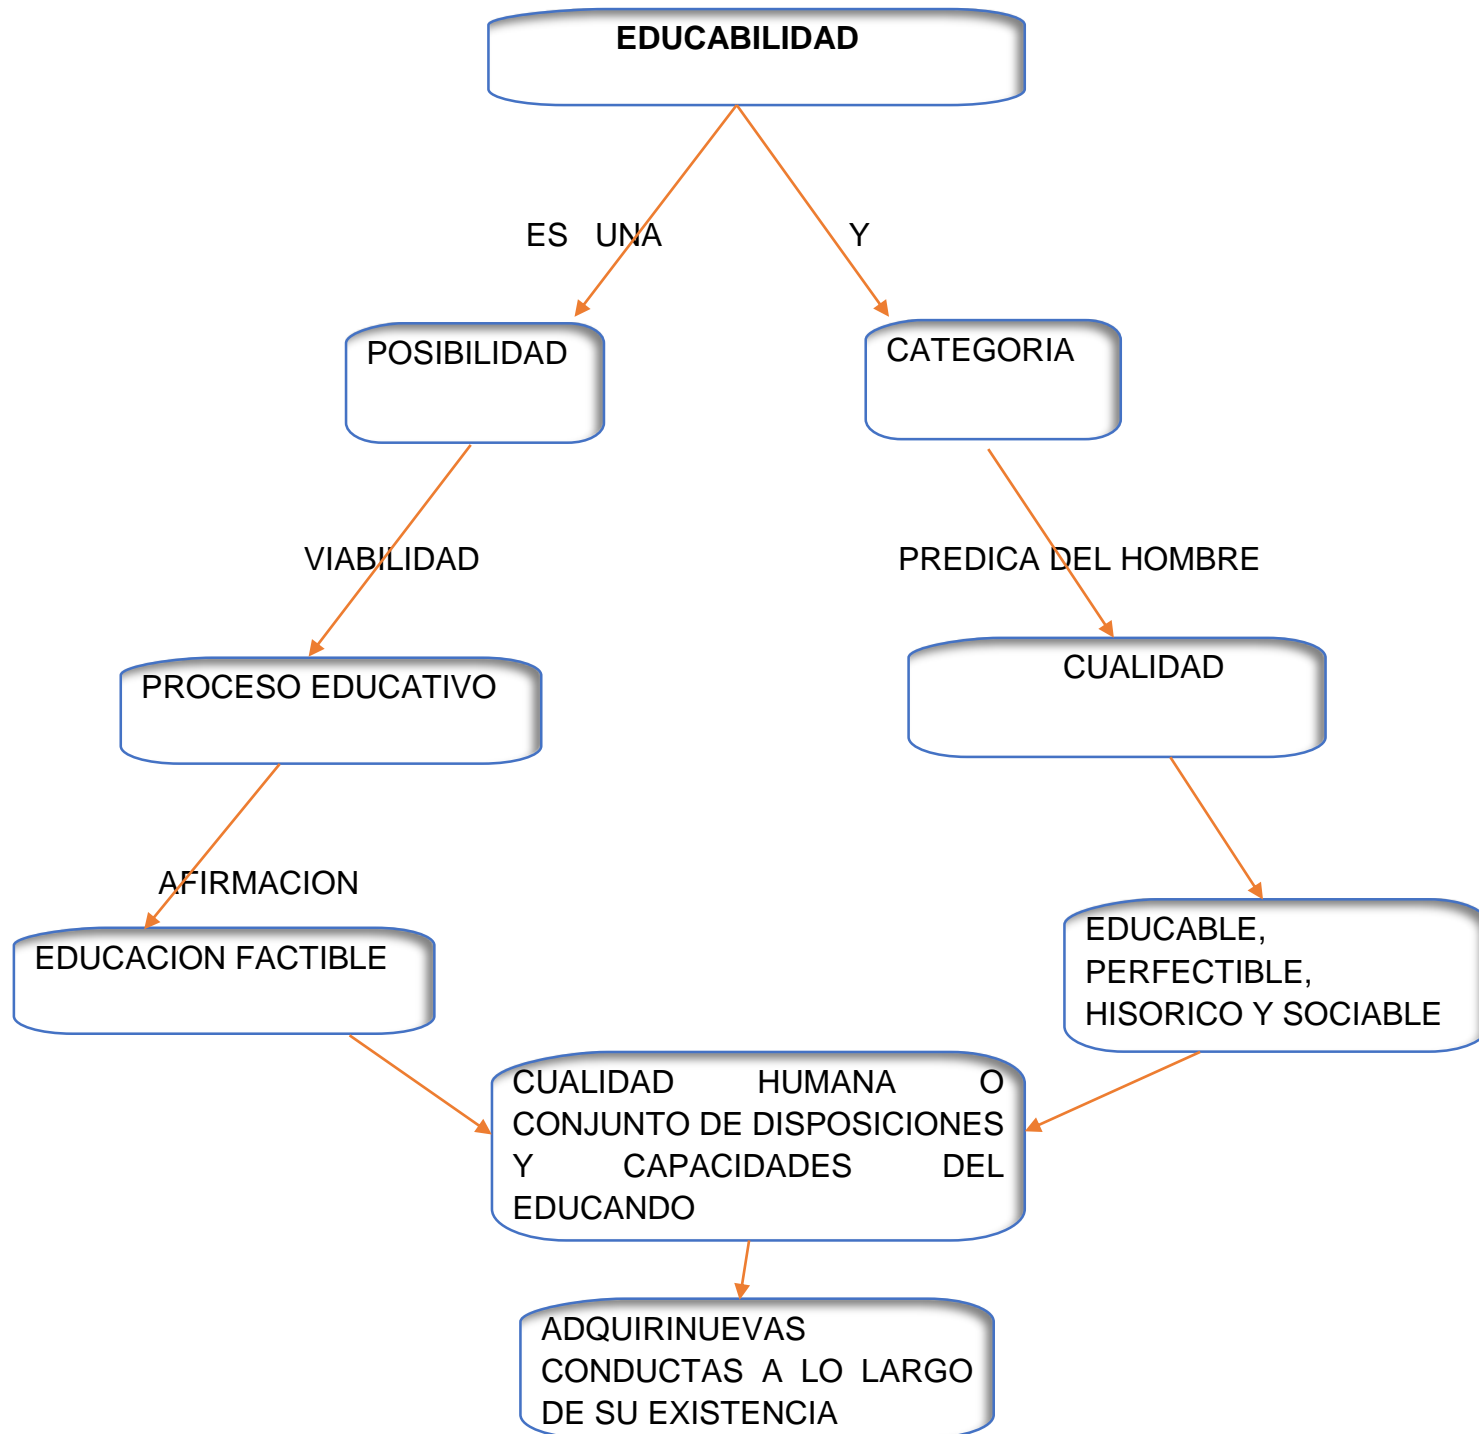 EDUCABILIDAD
ES UNA
Y
POSIBILIDAD
CATEGORIA
VIABILIDAD
PREDICA DEL HOMBRE
PROCESO EDUCATIVO
CUALIDAD
AFIRMACION
EDUCACION FACTIBLE
EDUCABLE,
PERFECTIBLE,
HISORICO Y SOCIABLE
CUALIDAD HUMANA O
CONJUNTO DE DISPOSICIONES
Y CAPACIDADES DEL
EDUCANDO
ADQUIRINUEVAS
CONDUCTAS A LO LARGO
DE SU EXISTENCIA